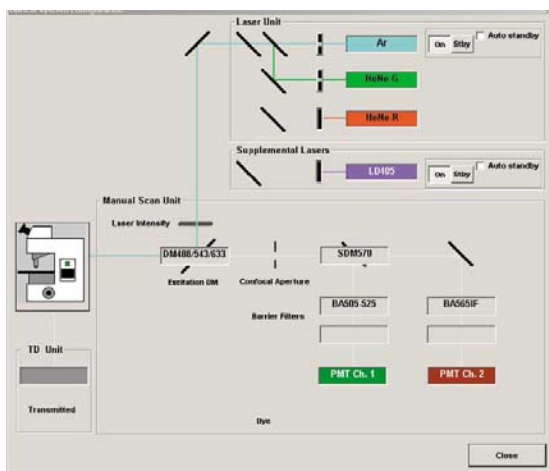 Laser Unit
Ar
On Stby
Auto standby
HeNe G
HeNe R
Supplemental Lasers
LD405
On Stby
Auto standby
Manual Scan Unit
Laser Intensity
DM488/543/633
Excitation DM
Confocal Aperture
SDM570
BA505-525
BA565IF
Barrier Filters
PMT Ch. 1
PMT Ch. 2
TD Unit
Transmitted
Dye
Close